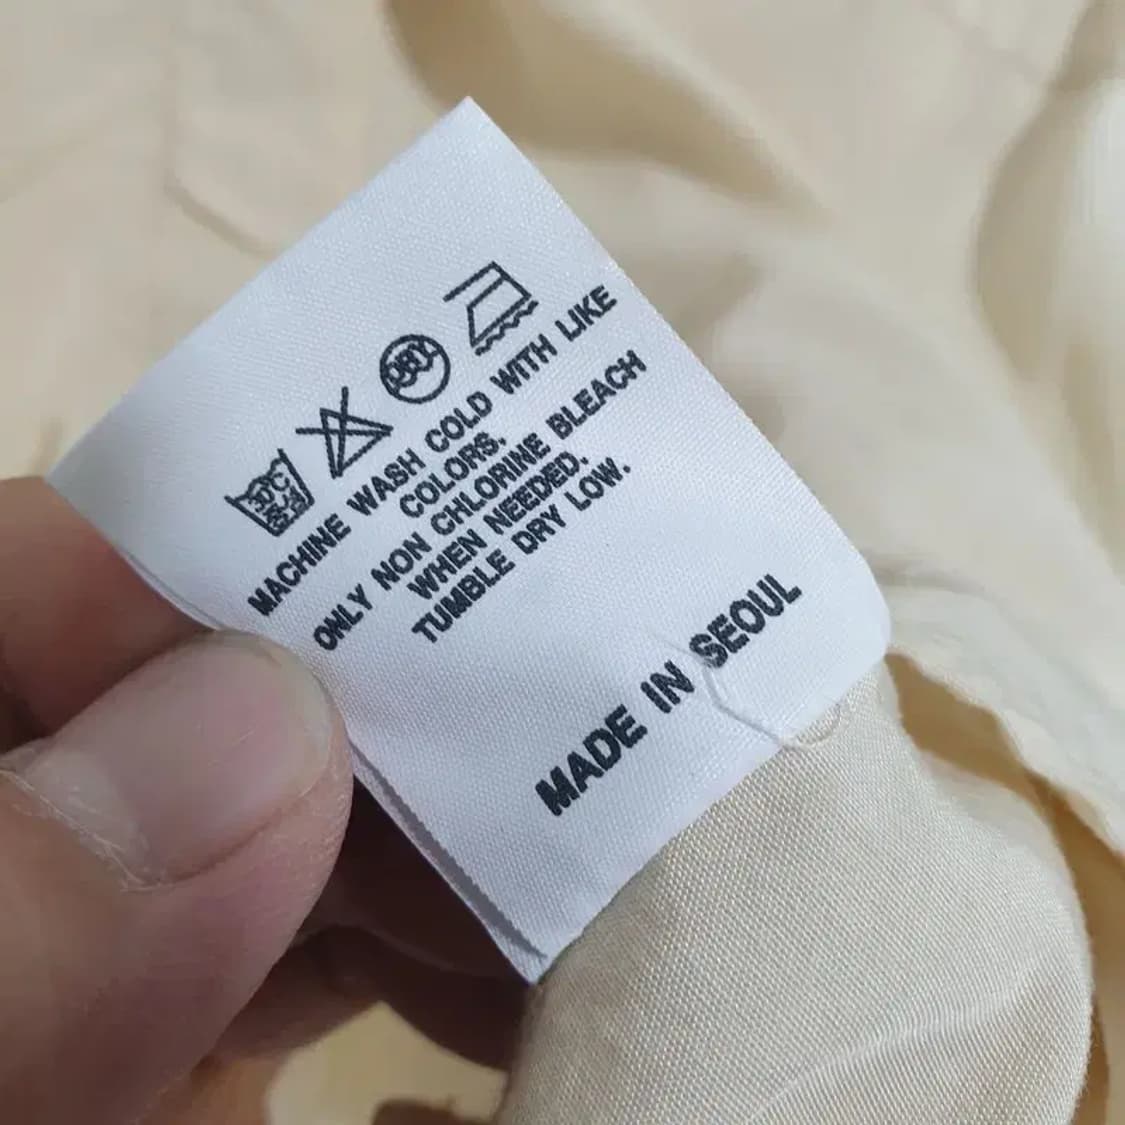 MACHINE WASH COLD WITH LIKE
COLORS.
ONLY NON CHLORINE BLEACH
WHEN NEEDED.
TUMBLE DRY LOW.
MADE IN SEOUL